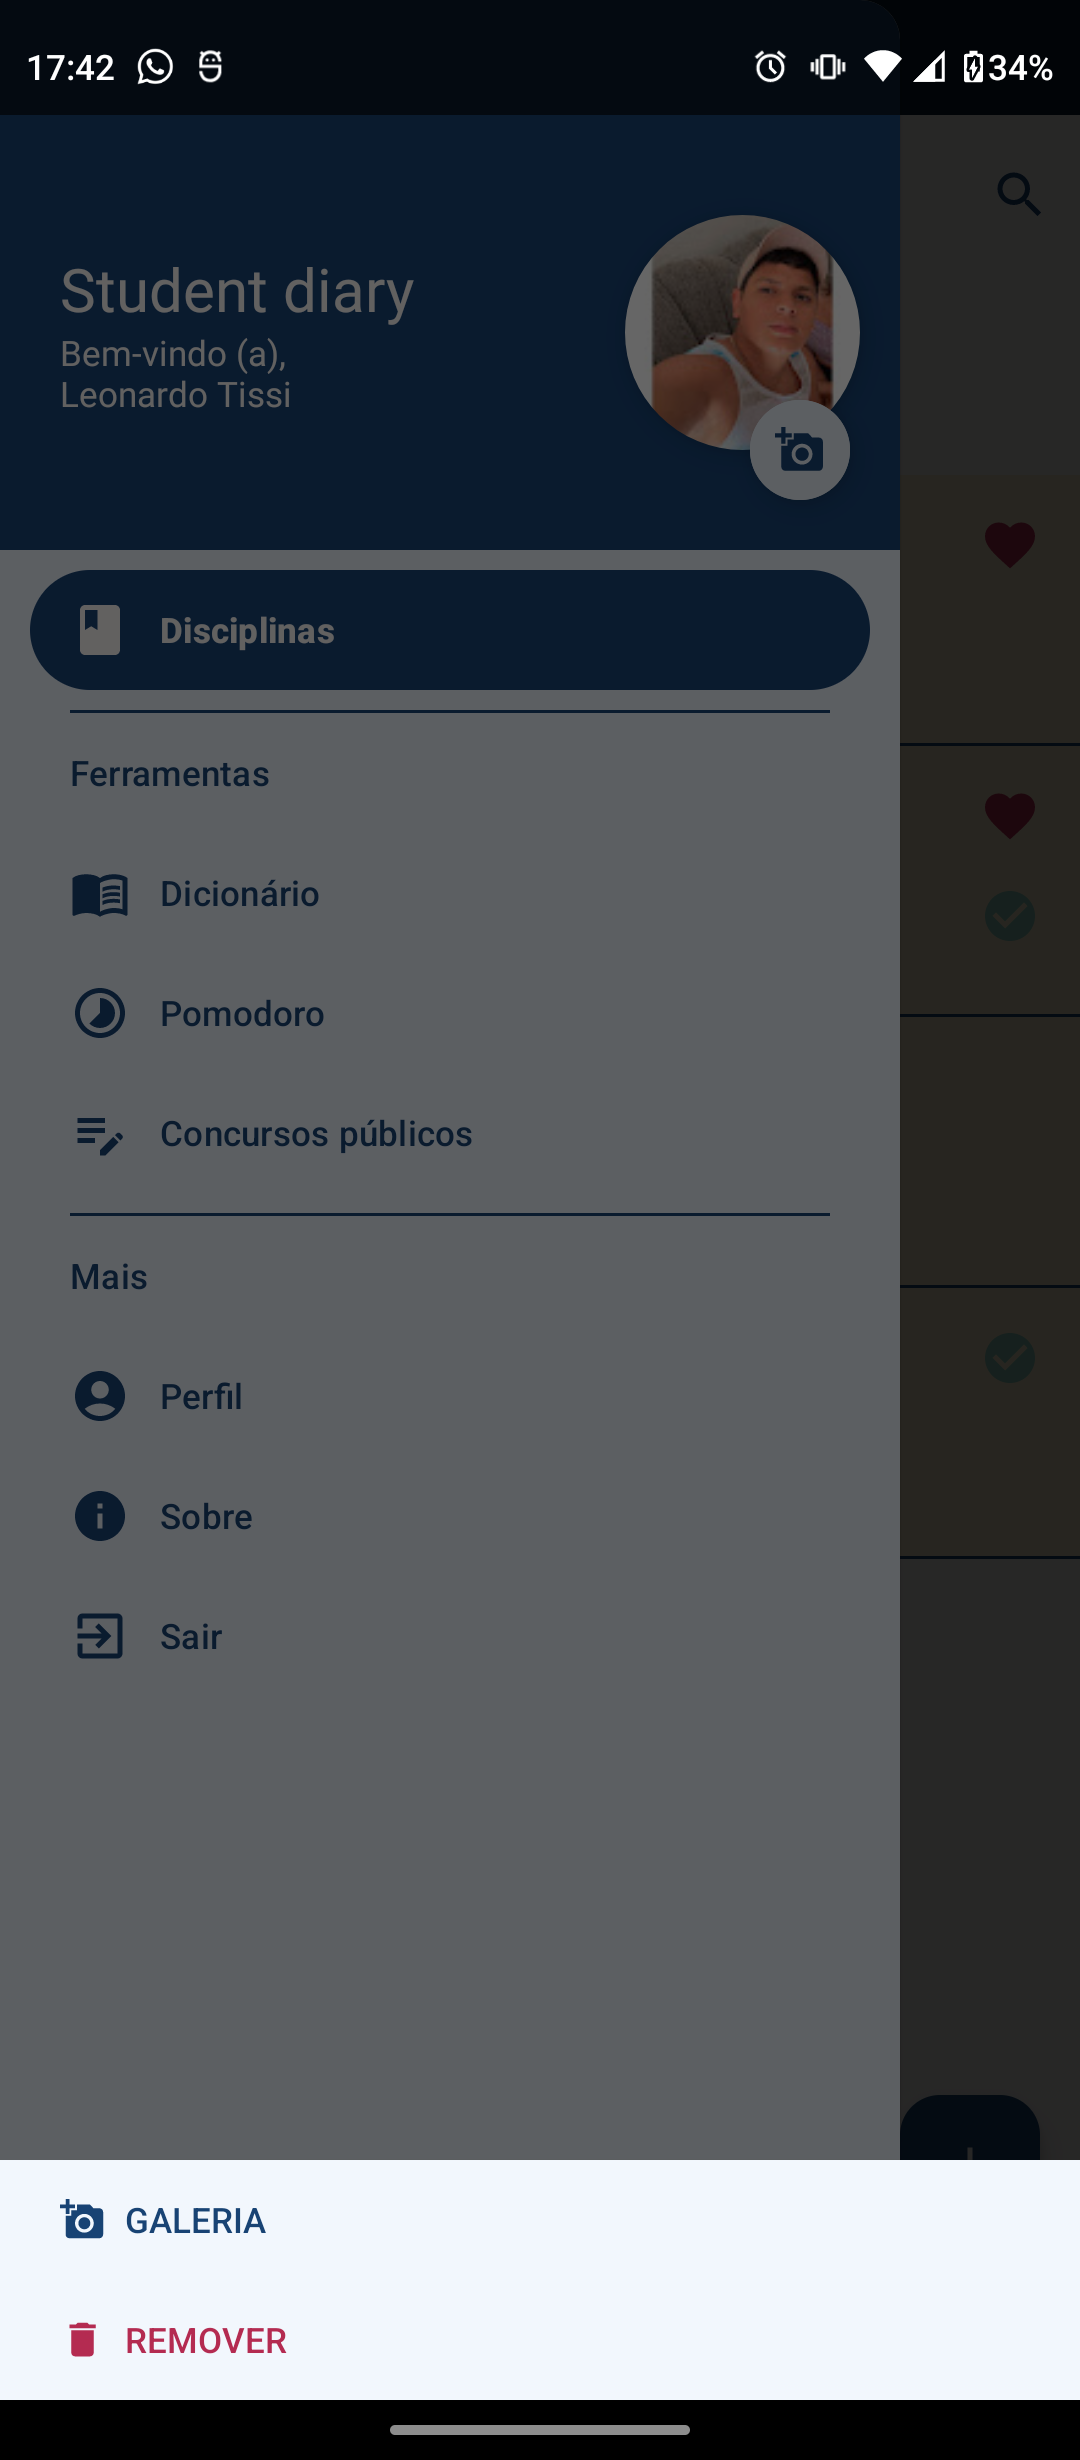 17:42
34%
Student diary
Bem-vindo (a),
Leonardo Tissi
Disciplinas
Ferramentas
Dicionário
Pomodoro
Concursos públicos
Mais
Perfil
Sobre
Sair
GALERIA
REMOVER